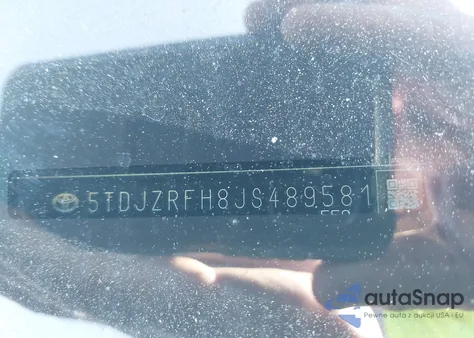 5TDJZRFH8JS489581
autoSnap
Pewne auta z aukcji USA i EU